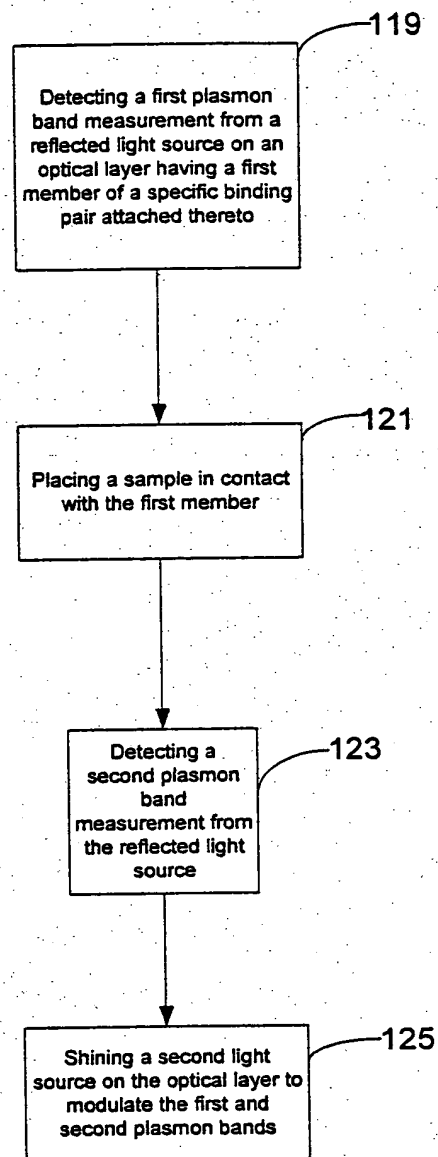 119
Detecting a first plasmon
band measurement from a
reflected light source on an
optical layer having a first
member of a specific binding
pair attached thereto
121
Placing a sample in contact
with the first member
123
Detecting a
second plasmon
band
measurement from
the reflected light
source
125
Shining a second light
source on the optical layer to
modulate the first and
second plasmon bands